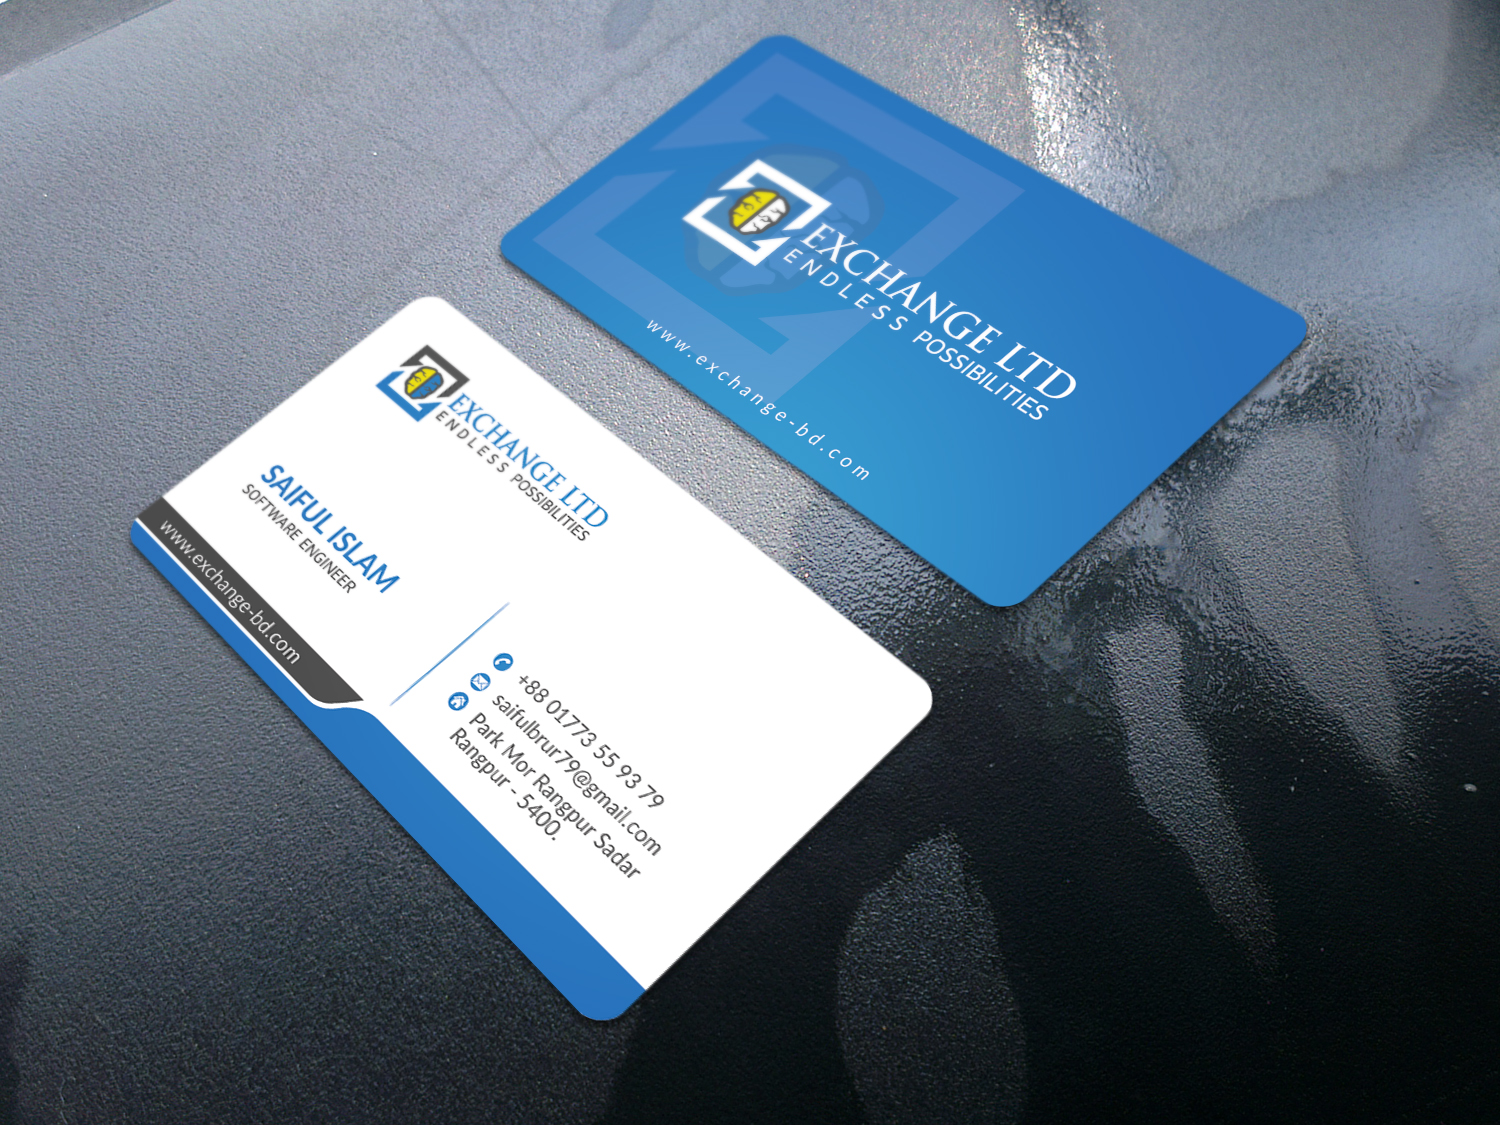 EXCHANGE LTD
ENDLESS POSSIBILITIES
www.exchange-bd.com
EXCHANGE LTD
ENDLESS POSSIBILITIES
SAIFUL ISLAM
SOFTWARE ENGINEER
www.exchange-bd.com
+88 01773 55 93 79
saifulbrur79@gmail.com
Park Mor Rangpur Sadar
Rangpur - 5400.